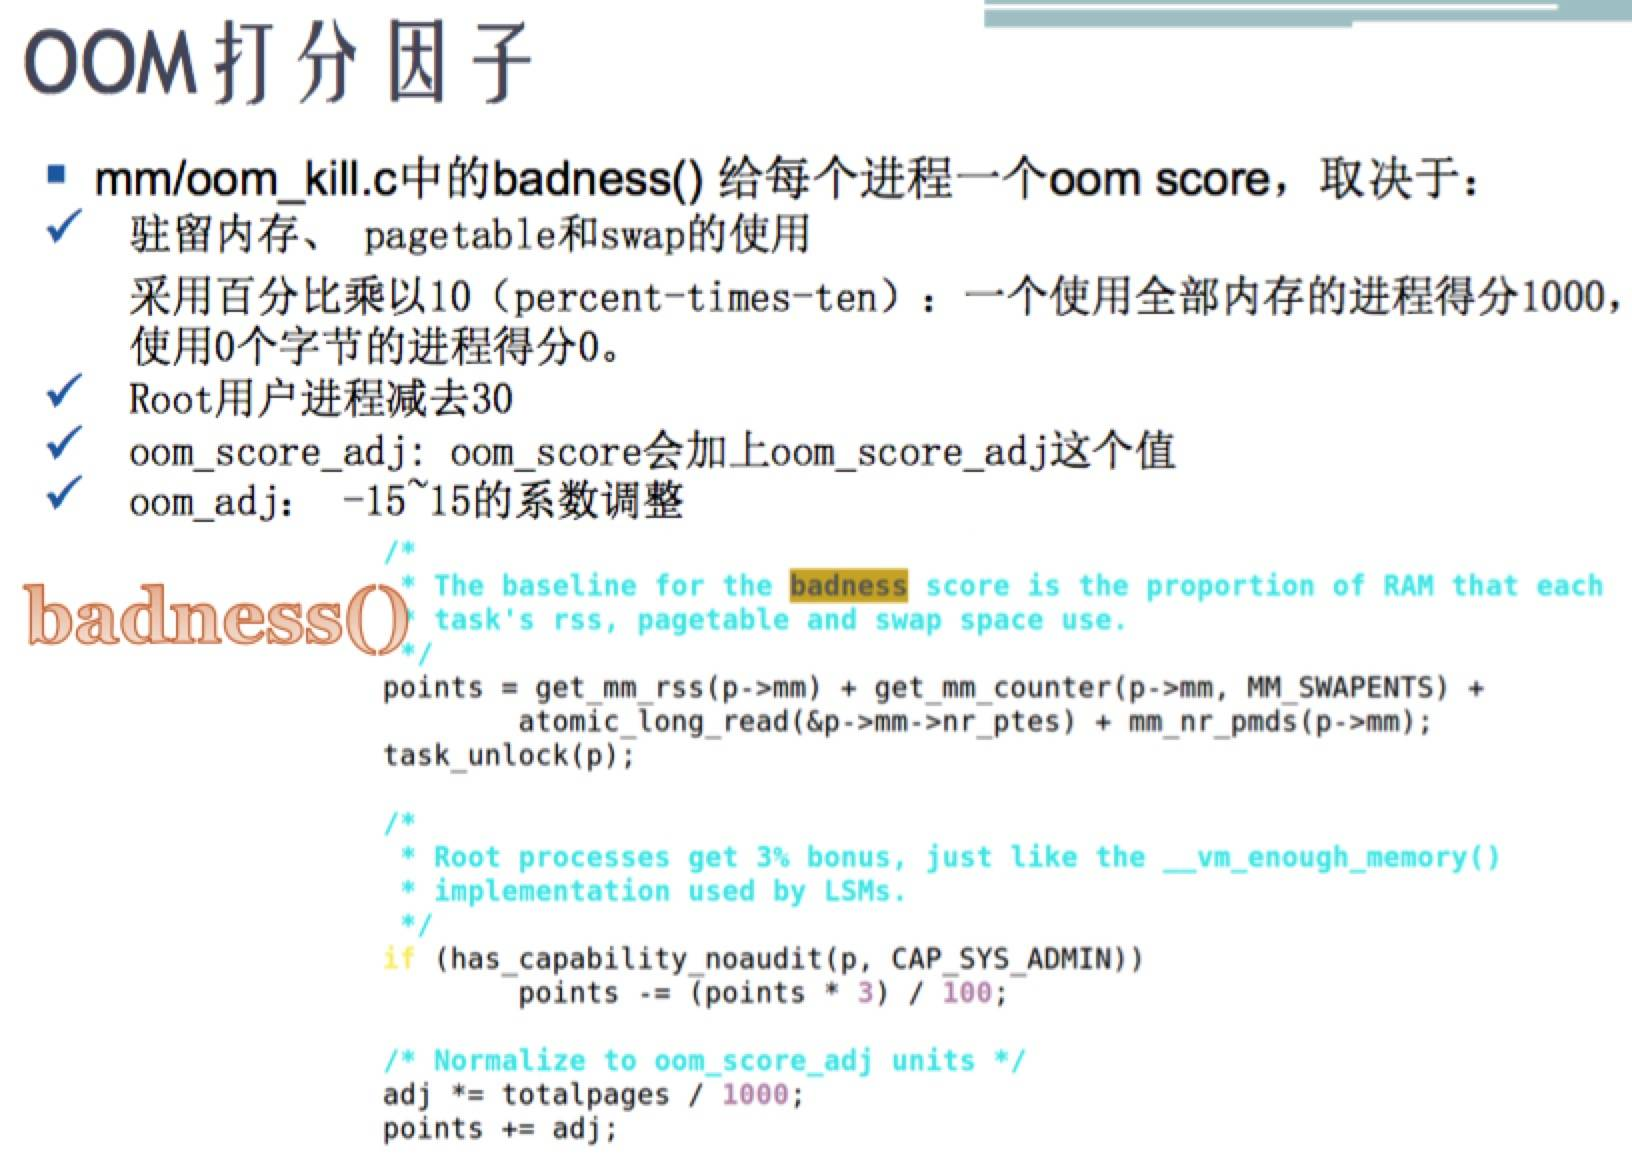 OOM打分因子
mm/oom_kill.c中的badness() 给每个进程一个oom score，取决于：
驻留内存、 pagetable和swap的使用
采用百分比乘以10（percent-times-ten）：一个使用全部内存的进程得分1000，
使用0个字节的进程得分0。
Root用户进程减去30
oom_score_adj: oom_score会加上oom_score_adj这个值
oom_adj： -15~15的系数调整
badness()
/*
* The baseline for the badness score is the proportion of RAM that each
* task's rss, pagetable and swap space use.
*/
points = get_mm_rss(p->mm) + get_mm_counter(p->mm, MM_SWAPENTS) +
atomic_long_read(&p->mm->nr_ptes) + mm_nr_pmds(p->mm);
task_unlock(p);
/*
* Root processes get 3% bonus, just like the __vm_enough_memory()
* implementation used by LSMs.
*/
if (has_capability_noaudit(p, CAP_SYS_ADMIN))
points -= (points * 3) / 100;
/* Normalize to oom_score_adj units */
adj *= totalpages / 1000;
points += adj;